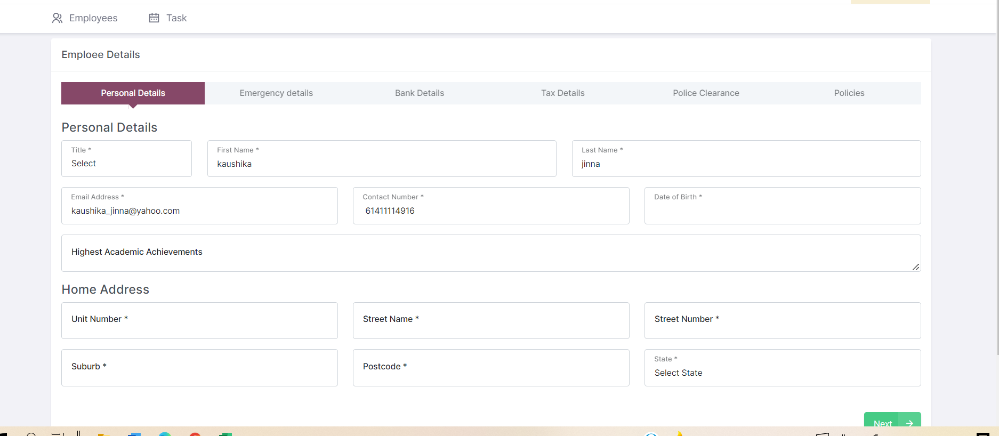 Employees Task
Emploee Details
Personal Details Emergency details Bank Details Tax Details Police Clearance Policies
Personal Details
Title * First Name * Last Name *
Select kaushika jinna
Email Address * Contact Number * Date of Birth *
kaushika_jinna@yahoo.com 61411114916
Highest Academic Achievements
Home Address
Unit Number * Street Name * Street Number *
Suburb * Postcode * State *
Select State
Next